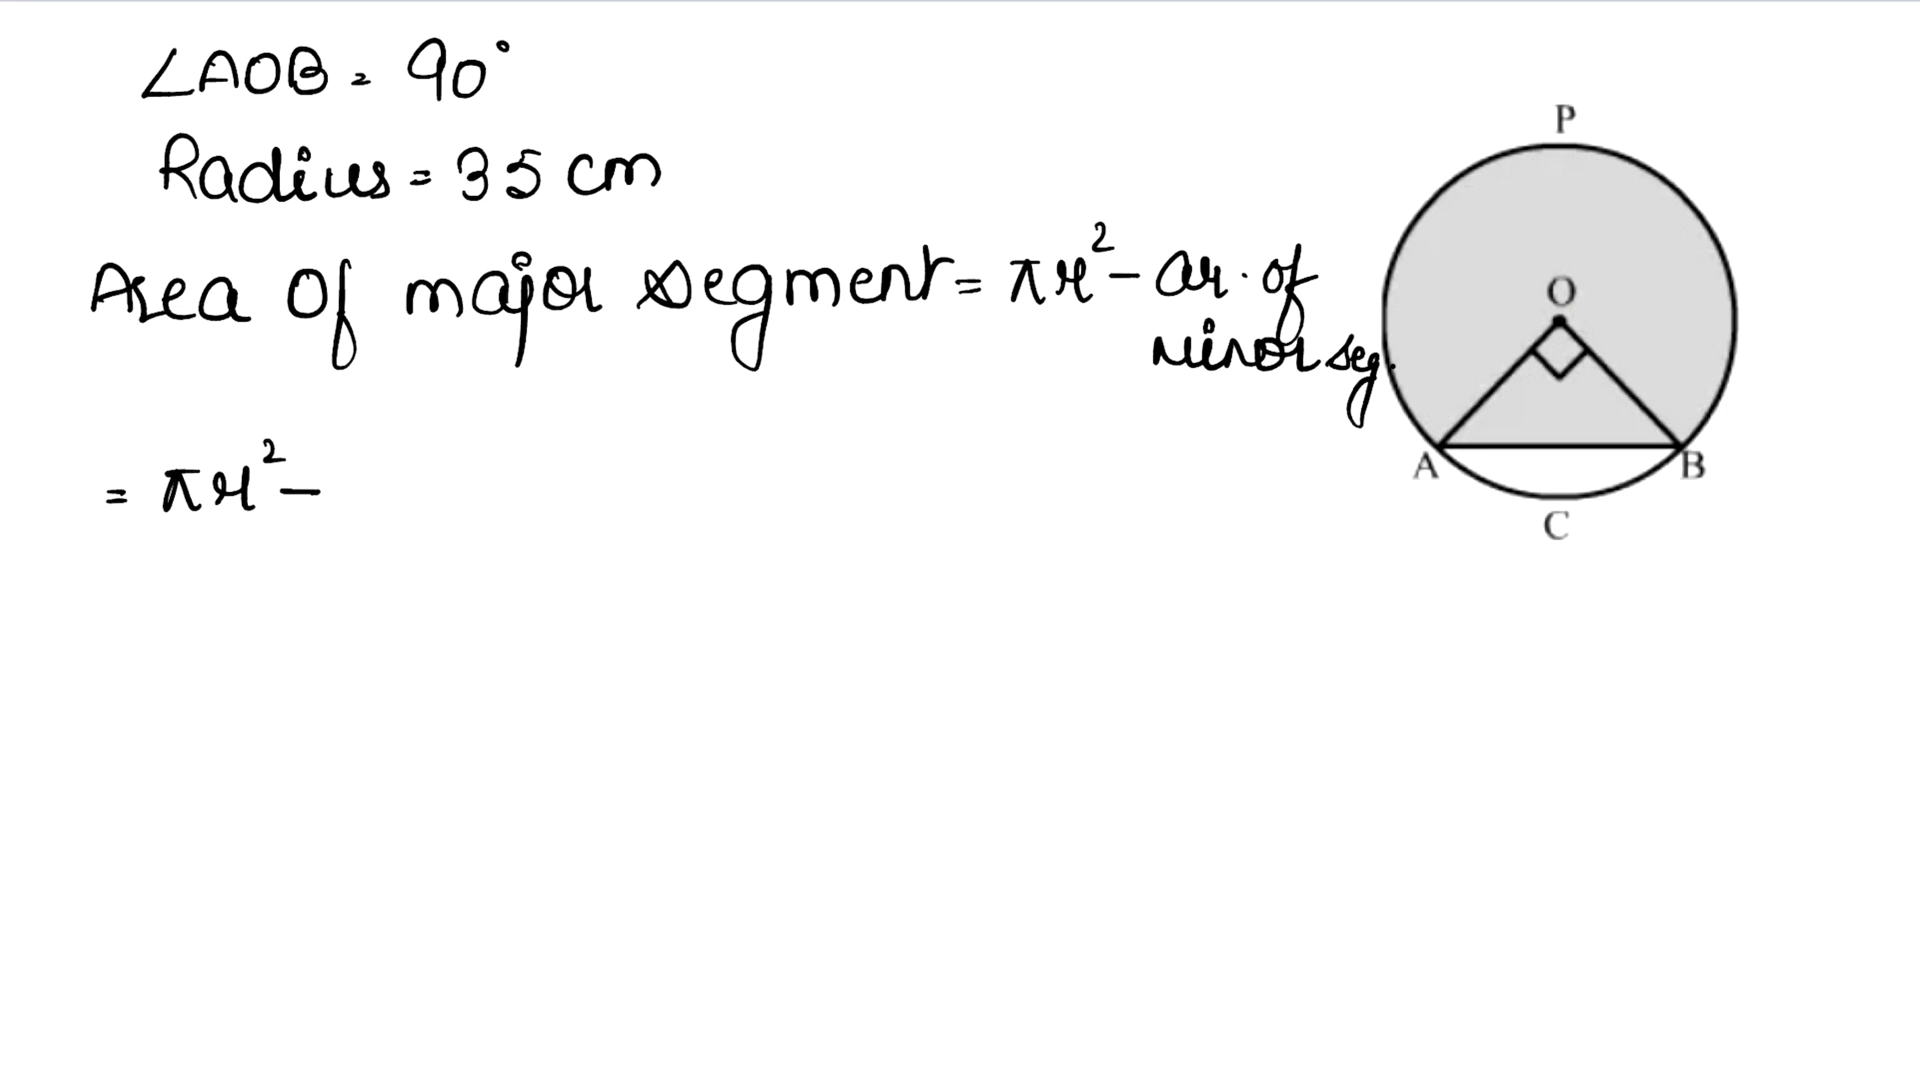 ∠AOB = 90°
Radius = 35 cm
Area of major segment = πr² - ar. of
minor seg.
= πr² -
P
O
A
B
C